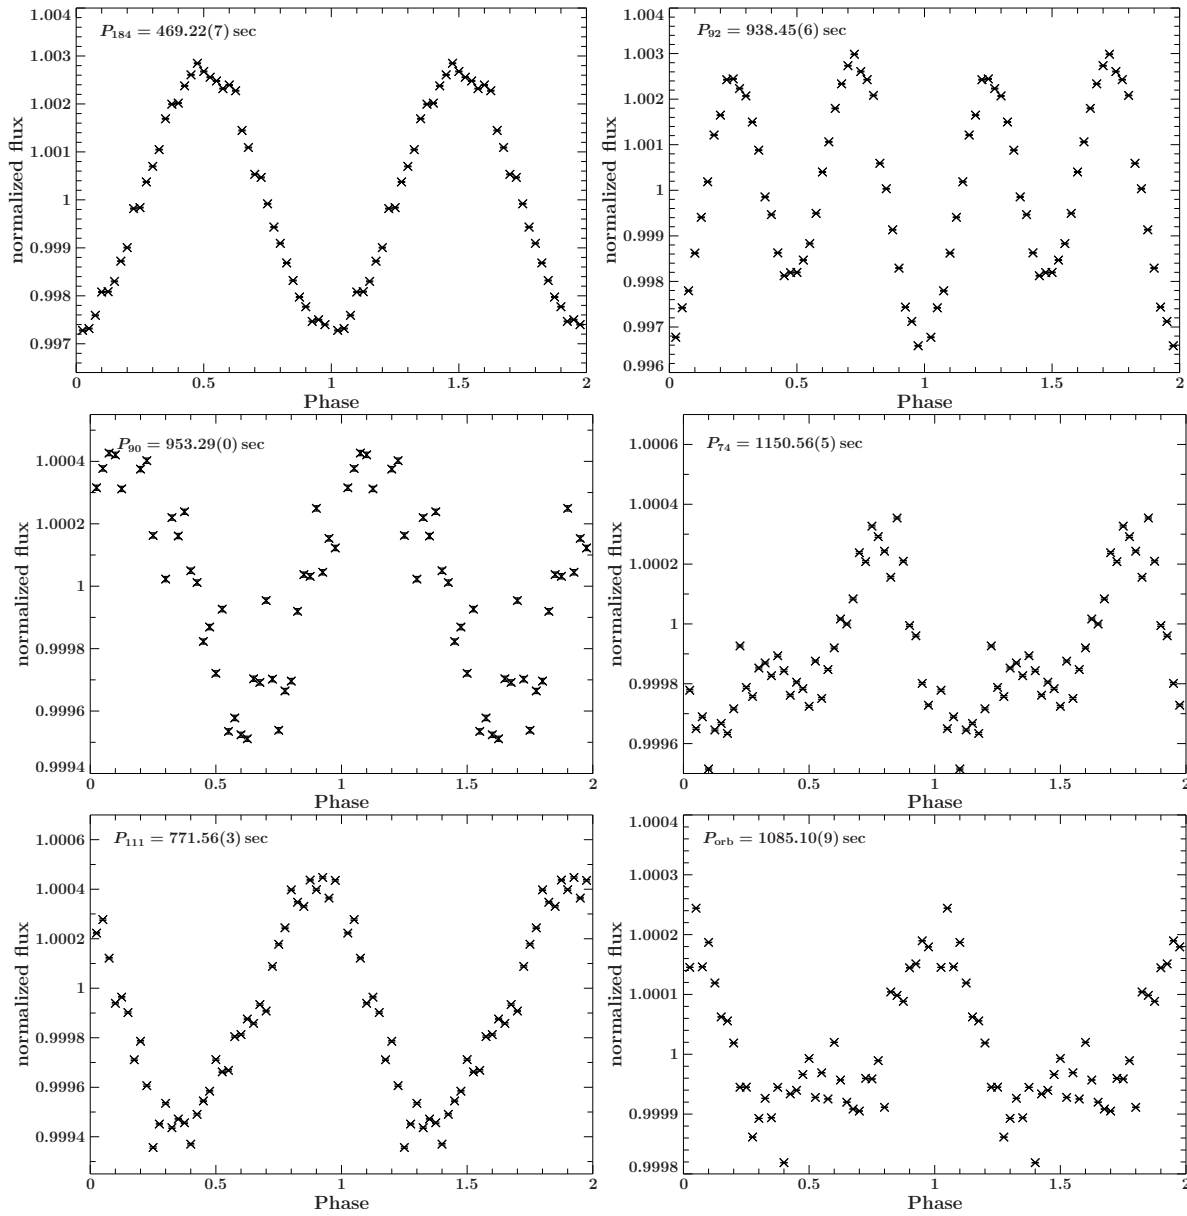 P184 = 469.22(7) sec
1.004
1.003
1.002
1.001
1
0.999
0.998
0.997
normalized flux
0 0.5 1 1.5 2
Phase
P92 = 938.45(6) sec
1.004
1.003
1.002
1.001
1
0.999
0.998
0.997
0.996
normalized flux
0 0.5 1 1.5 2
Phase
P90 = 953.29(0) sec
1.0004
1.0002
1
0.9998
0.9996
0.9994
normalized flux
0 0.5 1 1.5 2
Phase
P74 = 1150.56(5) sec
1.0006
1.0004
1.0002
1
0.9998
0.9996
normalized flux
0 0.5 1 1.5 2
Phase
P111 = 771.56(3) sec
1.0006
1.0004
1.0002
1
0.9998
0.9996
0.9994
normalized flux
0 0.5 1 1.5 2
Phase
Porb = 1085.10(9) sec
1.0004
1.0003
1.0002
1.0001
1
0.9999
0.9998
normalized flux
0 0.5 1 1.5 2
Phase